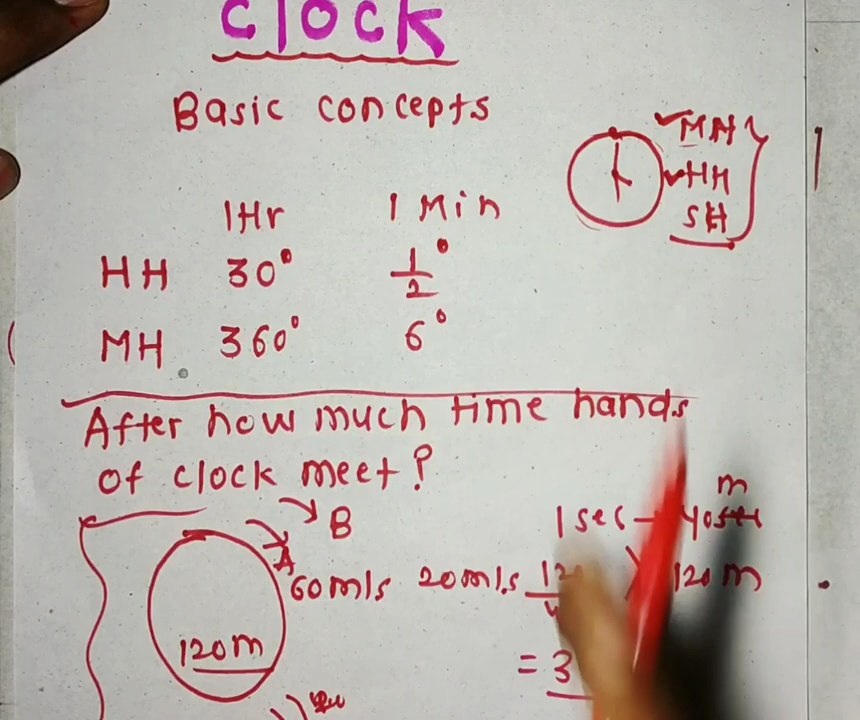 clock
Basic concepts
MH
HH
SH
1Hr 1 Min
HH 30° 1/2°
MH 360° 6°
After how much time hands
of clock meet?
B
A
m
1 sec → 40
60m/s 20m/s 120 m
120m
= 3